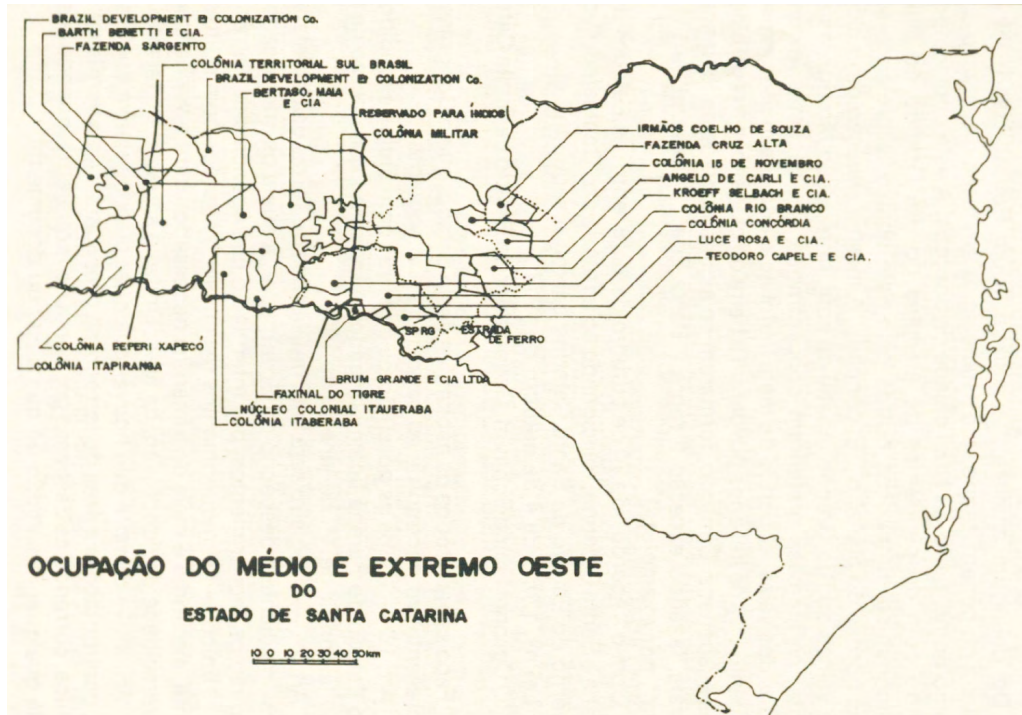 BRAZIL DEVELOPMENT & COLONIZATION Co.
BARTH BENETTI E CIA.
FAZENDA SARGENTO
COLÔNIA TERRITORIAL SUL BRASIL
BRAZIL DEVELOPMENT & COLONIZATION Co.
BERTASO, MAIA
E CIA
RESERVADO PARA ÍNDIOS
COLÔNIA MILITAR
IRMÃOS COELHO DE SOUZA
FAZENDA CRUZ ALTA
COLÔNIA 15 DE NOVEMBRO
ANGELO DE CARLI E CIA.
KROEFF SELBACH E CIA.
COLÔNIA RIO BRANCO
COLÔNIA CONCÓRDIA
LUCE ROSA E CIA.
TEODORO CAPELE E CIA.
SPRG
ESTRADA
DE FERRO
COLÔNIA PEPERI XAPECÓ
COLÔNIA ITAPIRANGA
BRUM GRANDE E CIA LTDA
FAXINAL DO TIGRE
NÚCLEO COLONIAL ITAUERABA
COLÔNIA ITABERABA
OCUPAÇÃO DO MÉDIO E EXTREMO OESTE
DO
ESTADO DE SANTA CATARINA
10 0 10 20 30 40 50 km